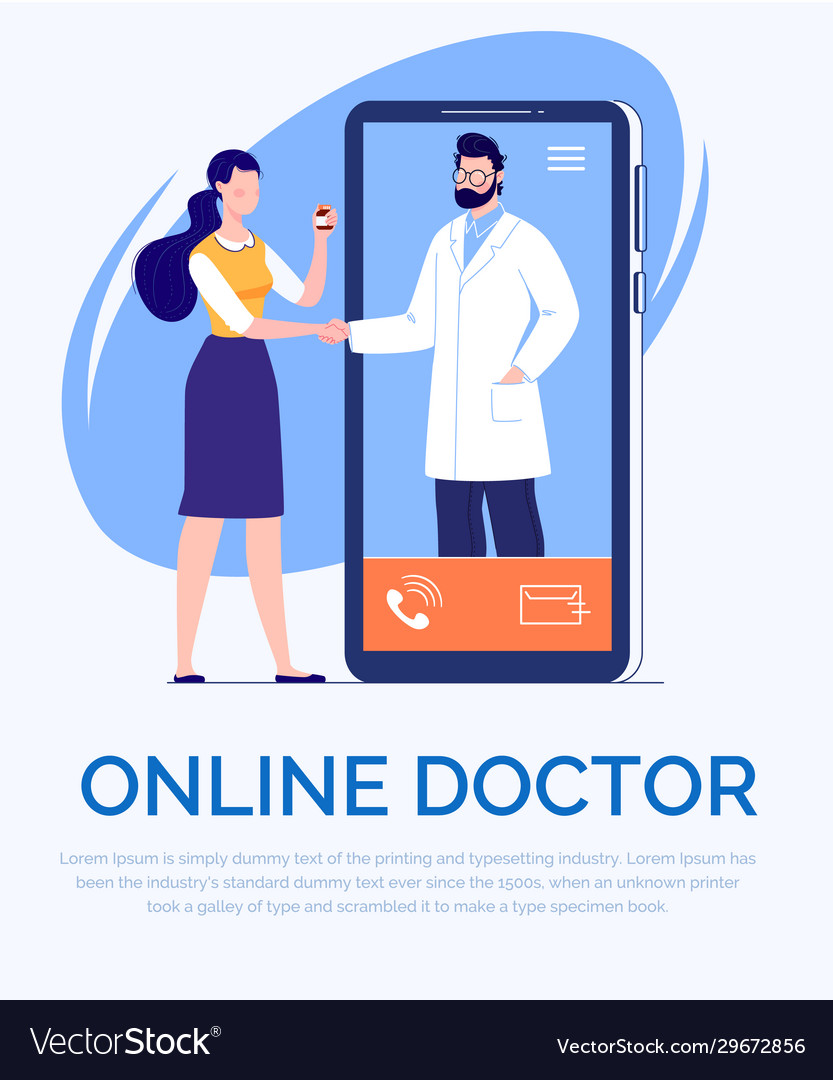 ONLINE DOCTOR
Lorem Ipsum is simply dummy text of the printing and typesetting industry. Lorem Ipsum has
been the industry's standard dummy text ever since the 1500s, when an unknown printer
took a galley of type and scrambled it to make a type specimen book.
VectorStock®
VectorStock.com/29672856